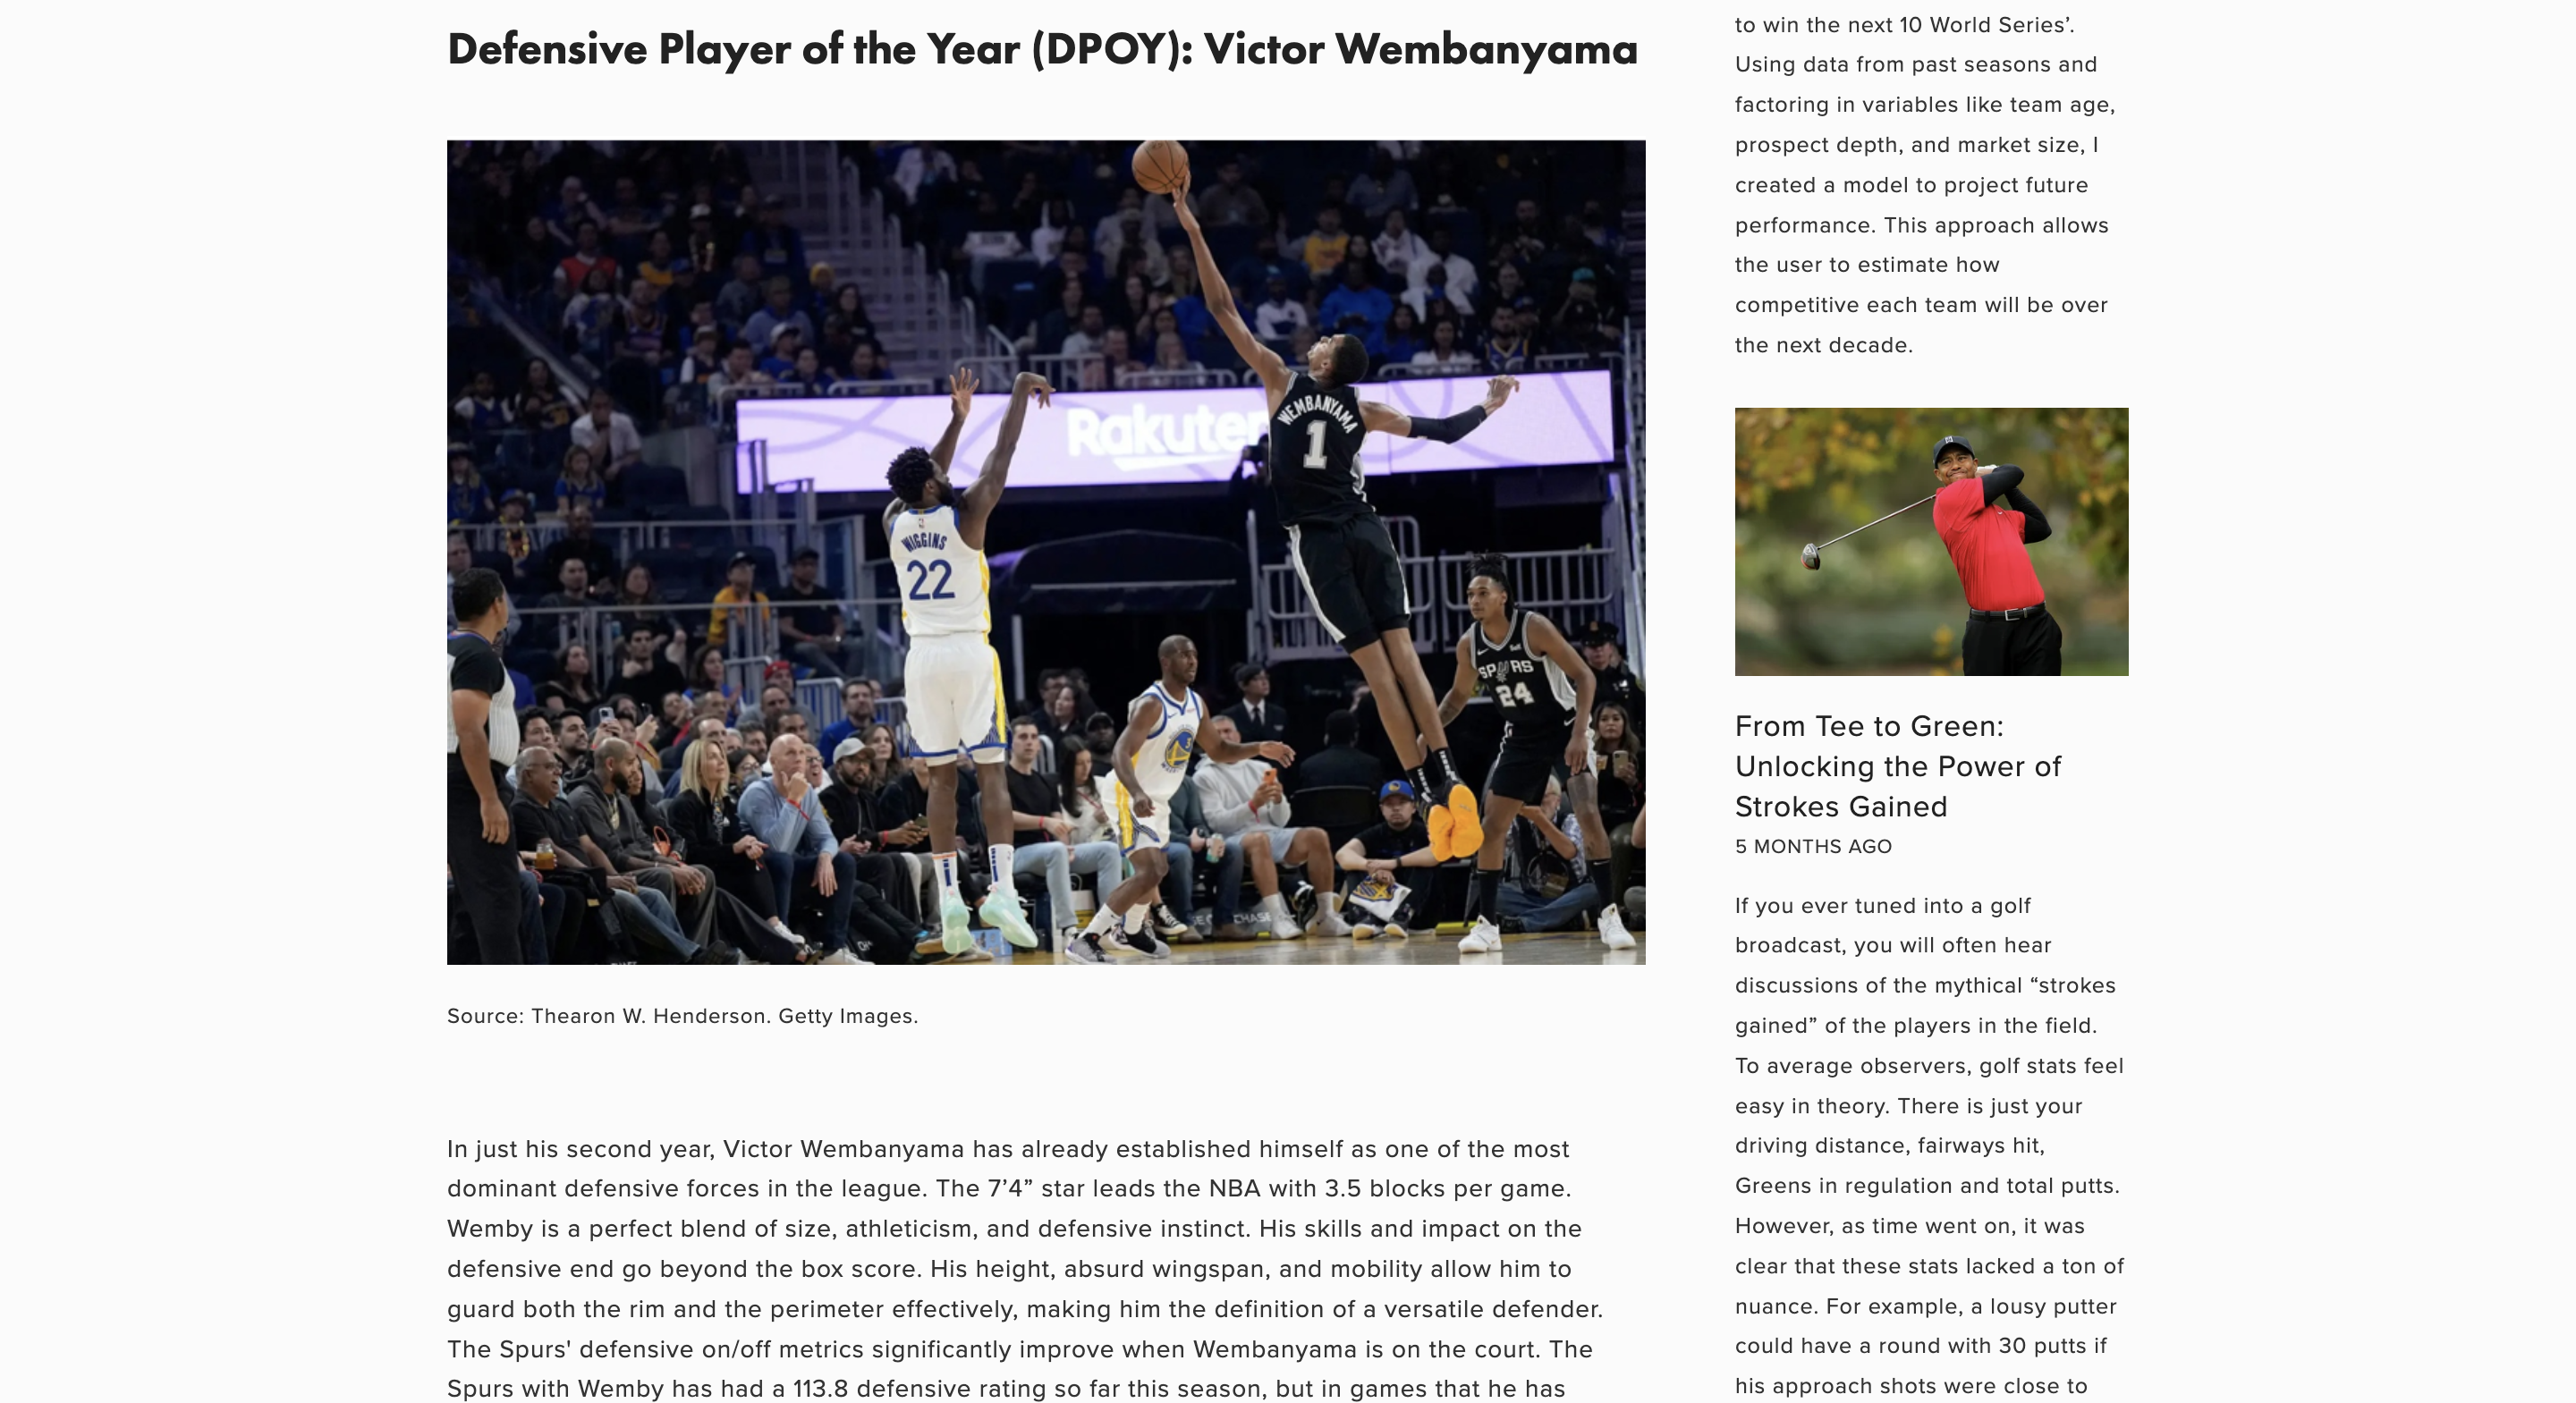 Defensive Player of the Year (DPOY): Victor Wembanyama
Rakuten
WEMBANYAMA
1
WIGGINS
22
SPURS
24
CHASE
Source: Thearon W. Henderson. Getty Images.
In just his second year, Victor Wembanyama has already established himself as one of the most
dominant defensive forces in the league. The 7’4” star leads the NBA with 3.5 blocks per game.
Wemby is a perfect blend of size, athleticism, and defensive instinct. His skills and impact on the
defensive end go beyond the box score. His height, absurd wingspan, and mobility allow him to
guard both the rim and the perimeter effectively, making him the definition of a versatile defender.
The Spurs' defensive on/off metrics significantly improve when Wembanyama is on the court. The
Spurs with Wemby has had a 113.8 defensive rating so far this season, but in games that he has
to win the next 10 World Series’.
Using data from past seasons and
factoring in variables like team age,
prospect depth, and market size, I
created a model to project future
performance. This approach allows
the user to estimate how
competitive each team will be over
the next decade.
From Tee to Green:
Unlocking the Power of
Strokes Gained
5 MONTHS AGO
If you ever tuned into a golf
broadcast, you will often hear
discussions of the mythical “strokes
gained” of the players in the field.
To average observers, golf stats feel
easy in theory. There is just your
driving distance, fairways hit,
Greens in regulation and total putts.
However, as time went on, it was
clear that these stats lacked a ton of
nuance. For example, a lousy putter
could have a round with 30 putts if
his approach shots were close to